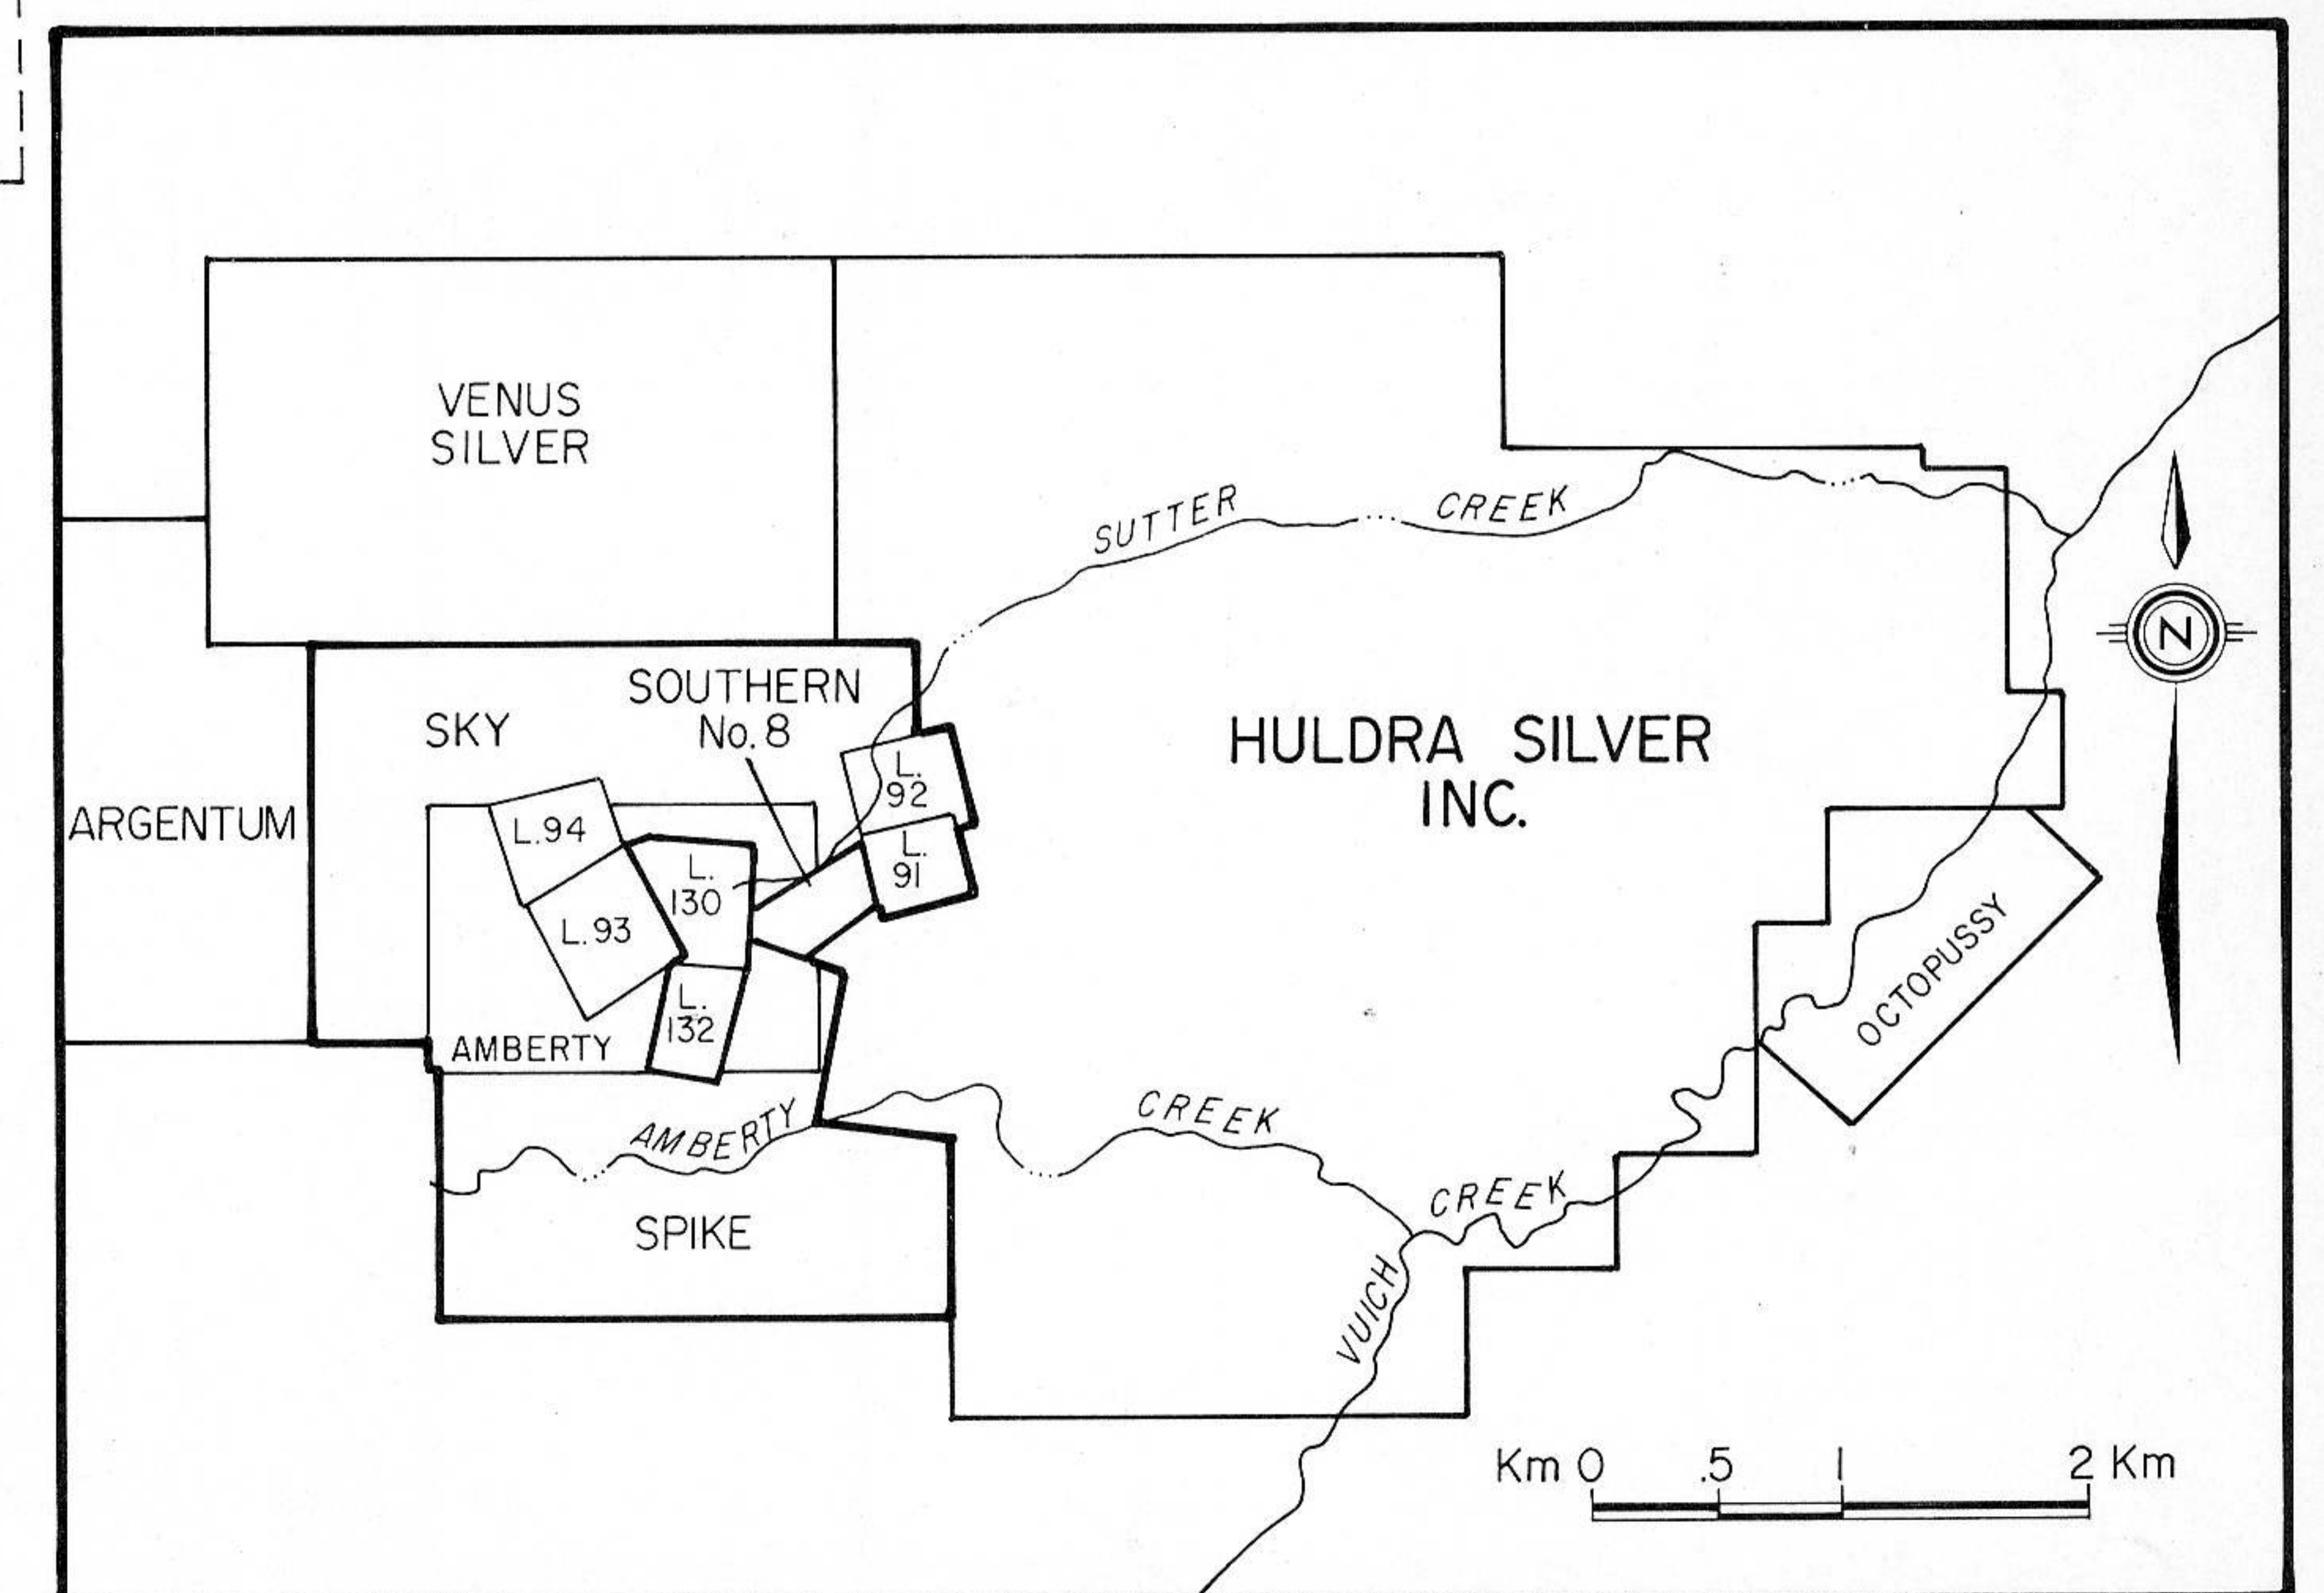 VENUS
SILVER
SUTTER CREEK
SOUTHERN
No. 8
SKY
HULDRA SILVER
INC.
N
ARGENTUM
L.
92
L.94
L.
91
L.
130
L.93
OCTOPUSSY
L.
132
AMBERTY
AMBERTY CREEK
SPIKE
VUICH CREEK
Km 0 .5 1 2 Km